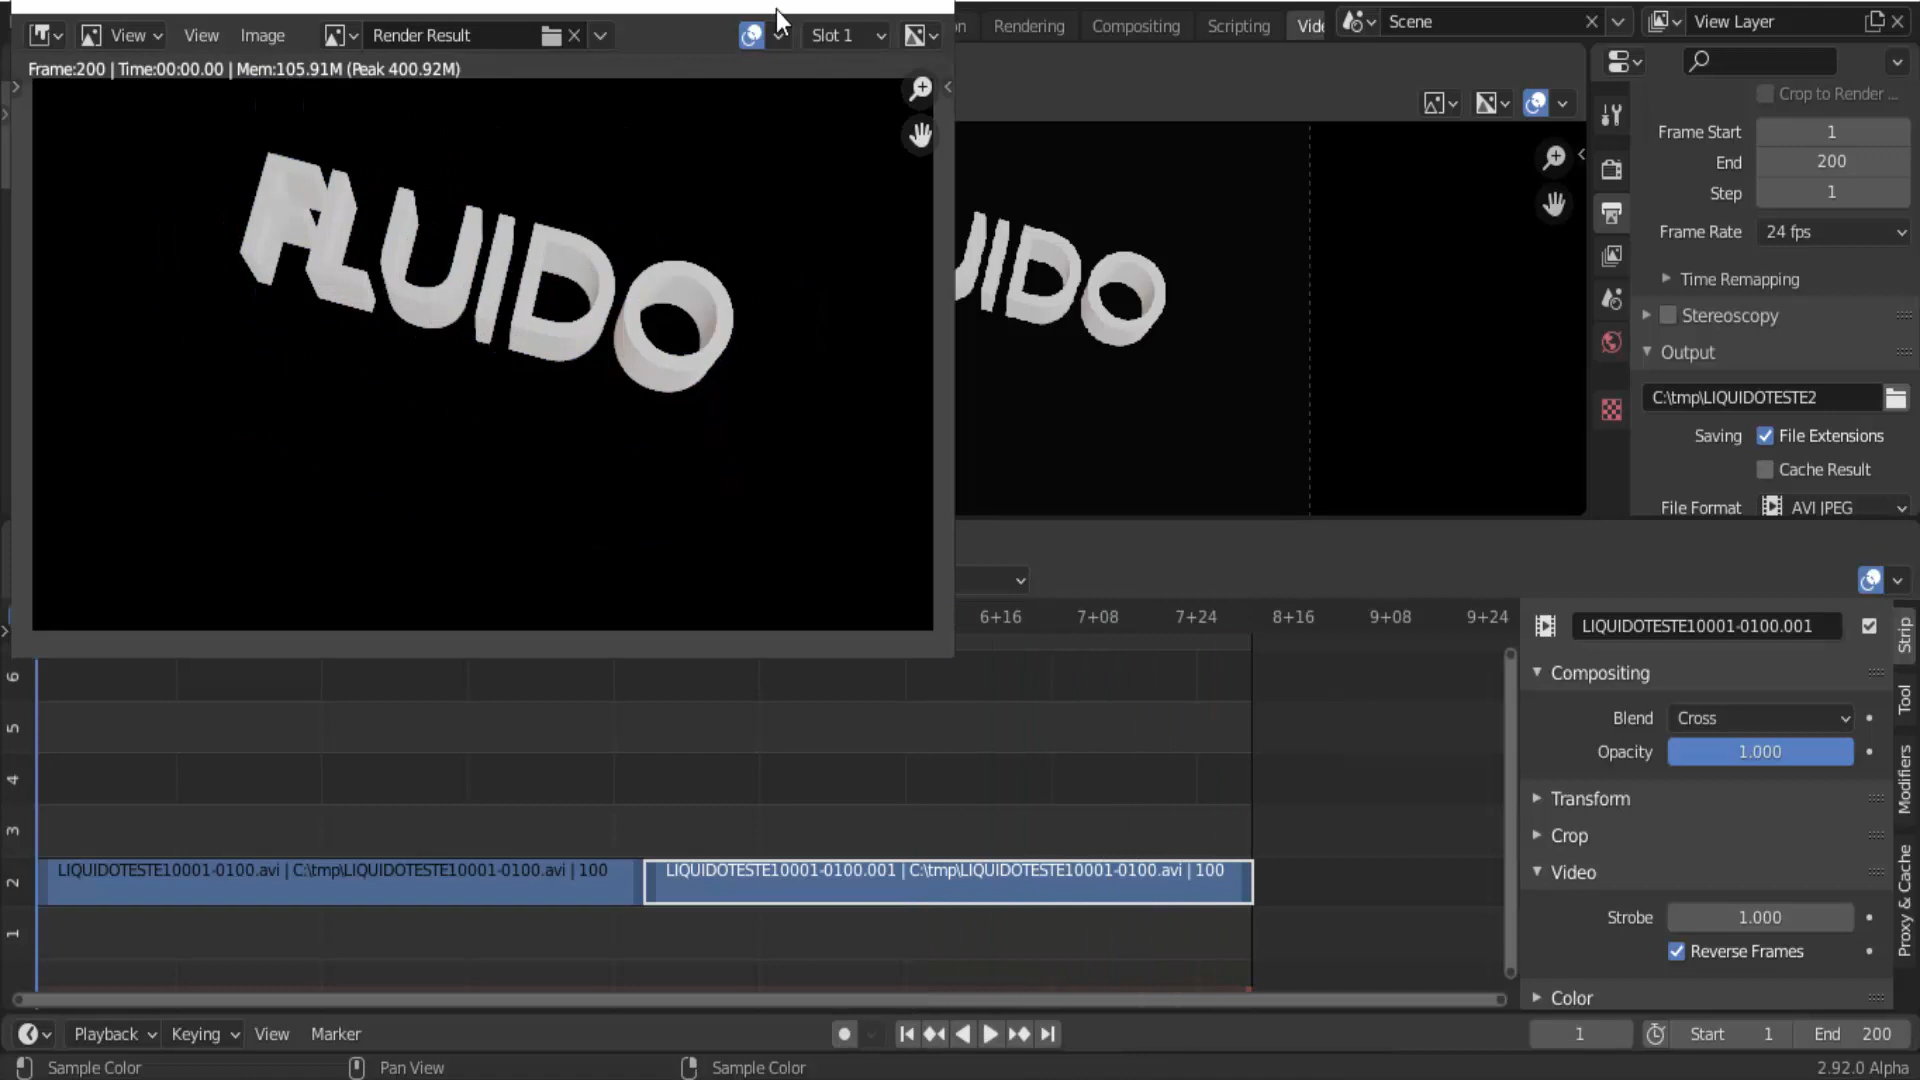 View View Image Render Result Slot 1
Rendering Compositing Scripting Scene View Layer
Frame:200 | Time:00:00.00 | Mem:105.91M (Peak 400.92M)
FLUIDO
UIDO
Crop to Render ...
Frame Start 1
End 200
Step 1
Frame Rate 24 fps
Time Remapping
Stereoscopy
Output
C:\tmp\LIQUIDOTESTE2
Saving File Extensions
Cache Result
File Format AVI JPEG
6+16 7+08 7+24 8+16 9+08 9+24
6
5
4
3
2
1
LIQUIDOTESTE10001-0100.avi | C:\tmp\LIQUIDOTESTE10001-0100.avi | 100
LIQUIDOTESTE10001-0100.001 | C:\tmp\LIQUIDOTESTE10001-0100.avi | 100
LIQUIDOTESTE10001-0100.001
Compositing
Blend Cross
Opacity 1.000
Transform
Crop
Video
Strobe 1.000
Reverse Frames
Color
Strip
Tool
Modifiers
Proxy & Cache
Playback Keying View Marker 1 Start 1 End 200
Sample Color Pan View Sample Color 2.92.0 Alpha